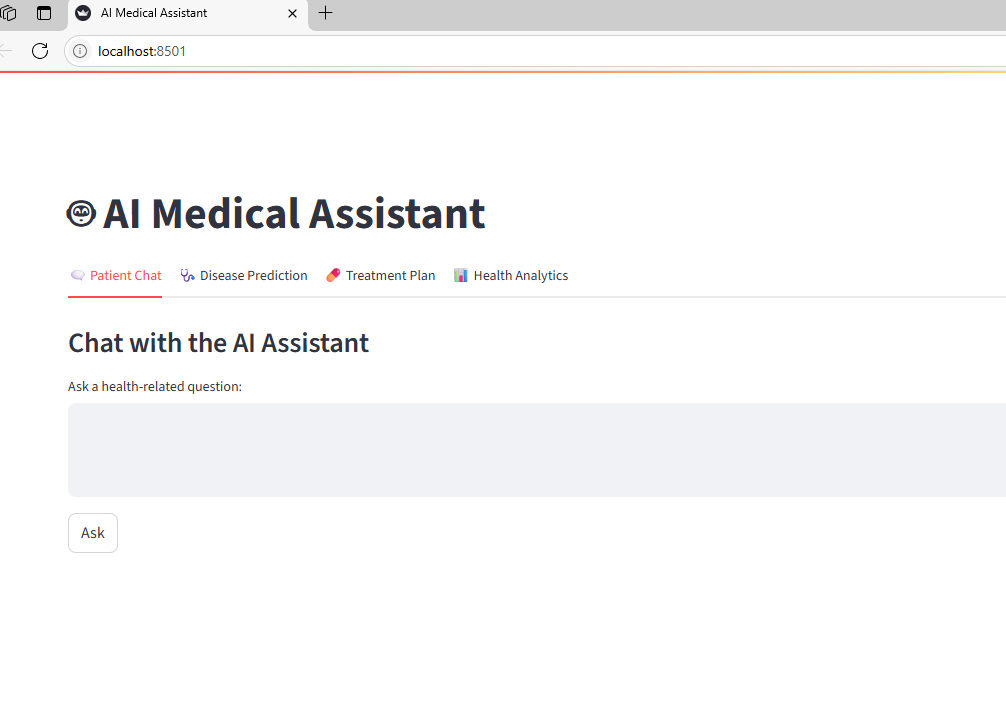 AI Medical Assistant
localhost:8501
AI Medical Assistant
Patient Chat Disease Prediction Treatment Plan Health Analytics
Chat with the AI Assistant
Ask a health-related question:
Ask